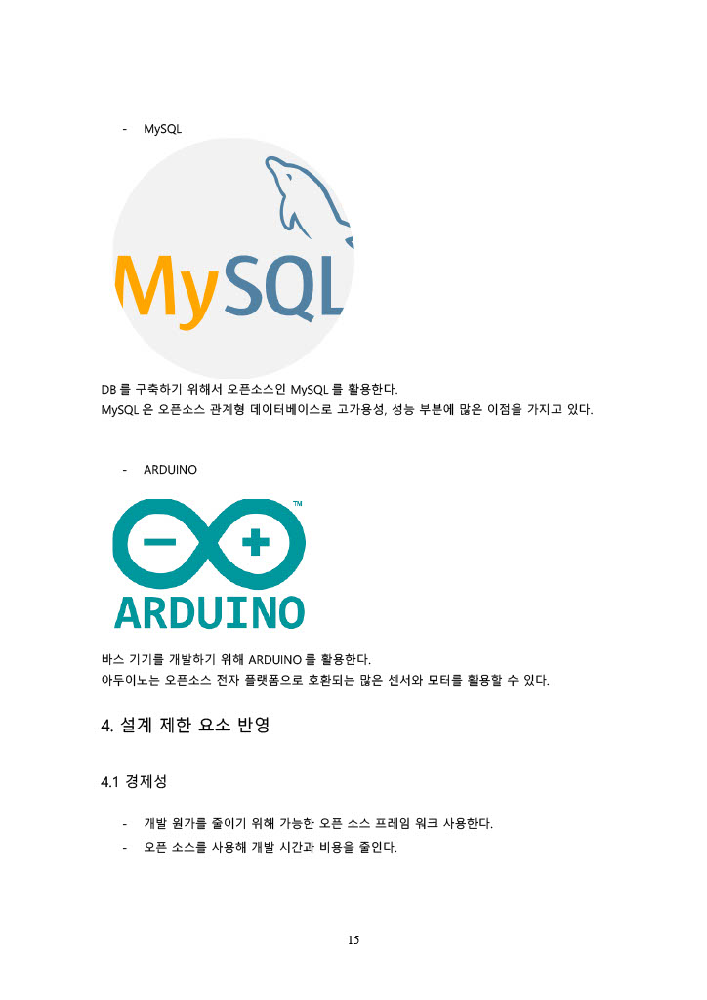 - MySQL
MySQL
DB 를 구축하기 위해서 오픈소스인 MySQL 를 활용한다.
MySQL 은 오픈소스 관계형 데이터베이스로 고가용성, 성능 부분에 많은 이점을 가지고 있다.
- ARDUINO
TM
ARDUINO
바스 기기를 개발하기 위해 ARDUINO 를 활용한다.
아두이노는 오픈소스 전자 플랫폼으로 호환되는 많은 센서와 모터를 활용할 수 있다.
4. 설계 제한 요소 반영
4.1 경제성
- 개발 원가를 줄이기 위해 가능한 오픈 소스 프레임 워크 사용한다.
- 오픈 소스를 사용해 개발 시간과 비용을 줄인다.
15